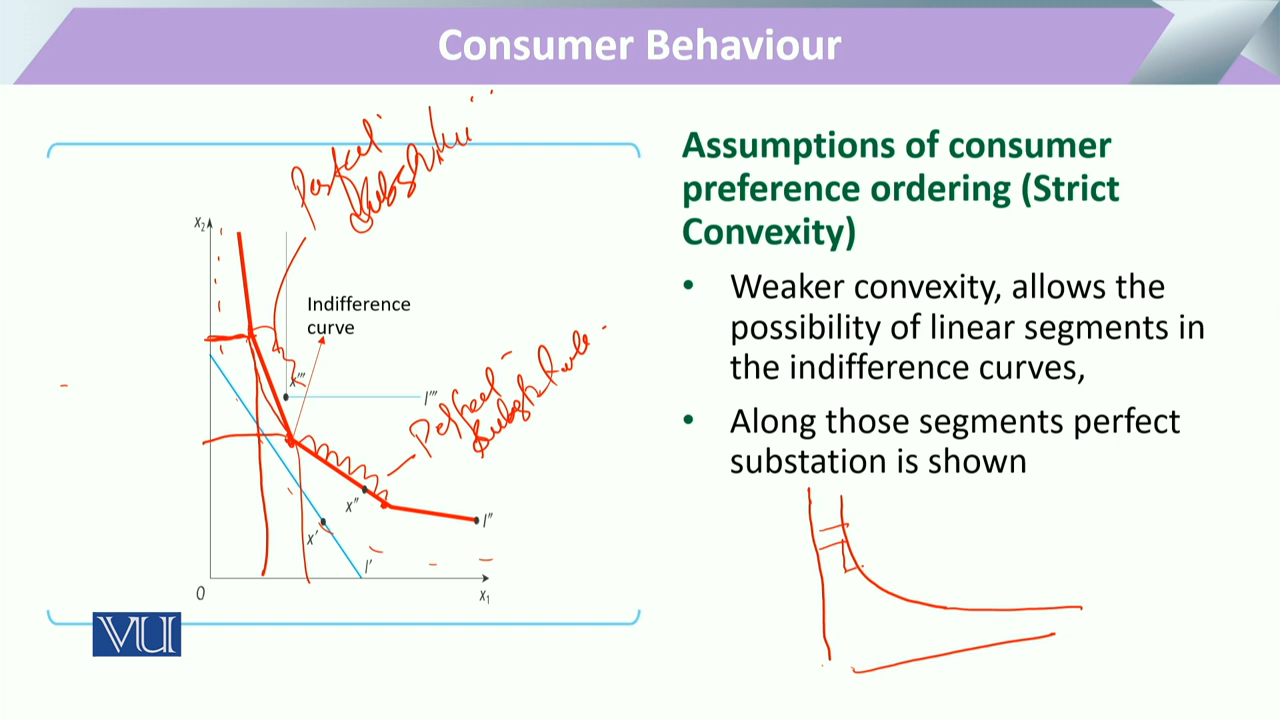 Consumer Behaviour
Perfect
Substitu
x₂
Indifference
curve
x'''
I'''
Perfect
Substitute
x''
I''
x'
I'
0
x₁
VU
Assumptions of consumer
preference ordering (Strict
Convexity)
• Weaker convexity, allows the
possibility of linear segments in
the indifference curves,
• Along those segments perfect
substation is shown